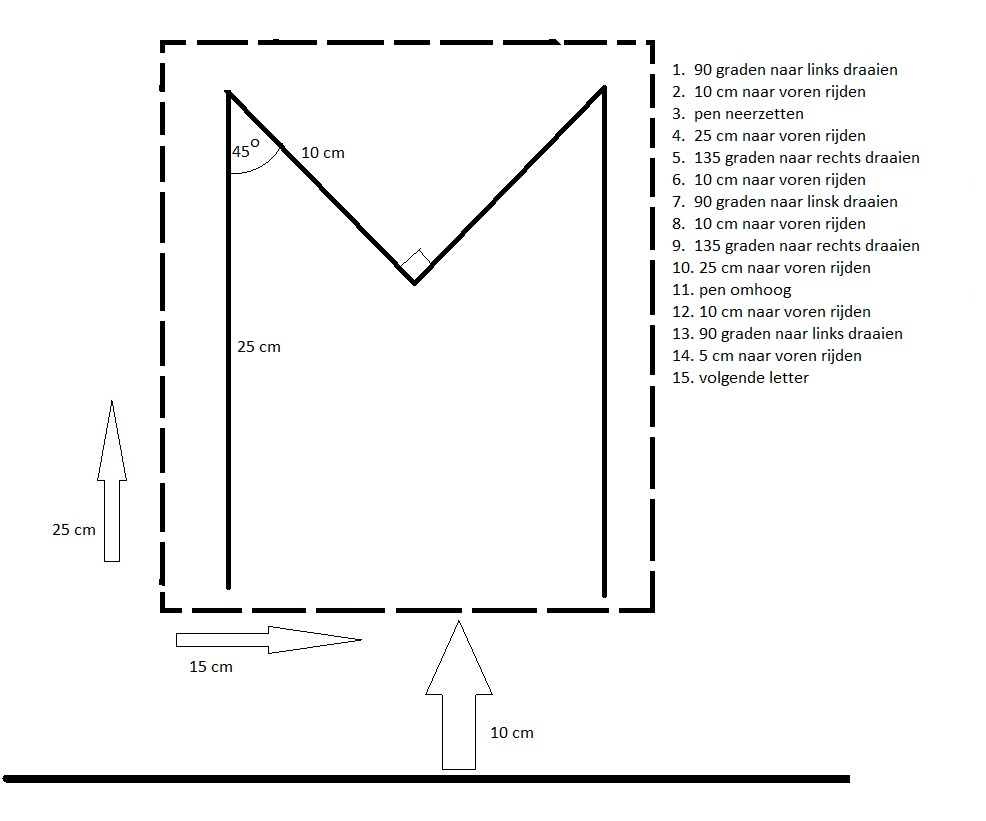 1. 90 graden naar links draaien
2. 10 cm naar voren rijden
3. pen neerzetten
4. 25 cm naar voren rijden
5. 135 graden naar rechts draaien
6. 10 cm naar voren rijden
7. 90 graden naar linsk draaien
8. 10 cm naar voren rijden
9. 135 graden naar rechts draaien
10. 25 cm naar voren rijden
11. pen omhoog
12. 10 cm naar voren rijden
13. 90 graden naar links draaien
14. 5 cm naar voren rijden
15. volgende letter
45°
10 cm
25 cm
25 cm
15 cm
10 cm